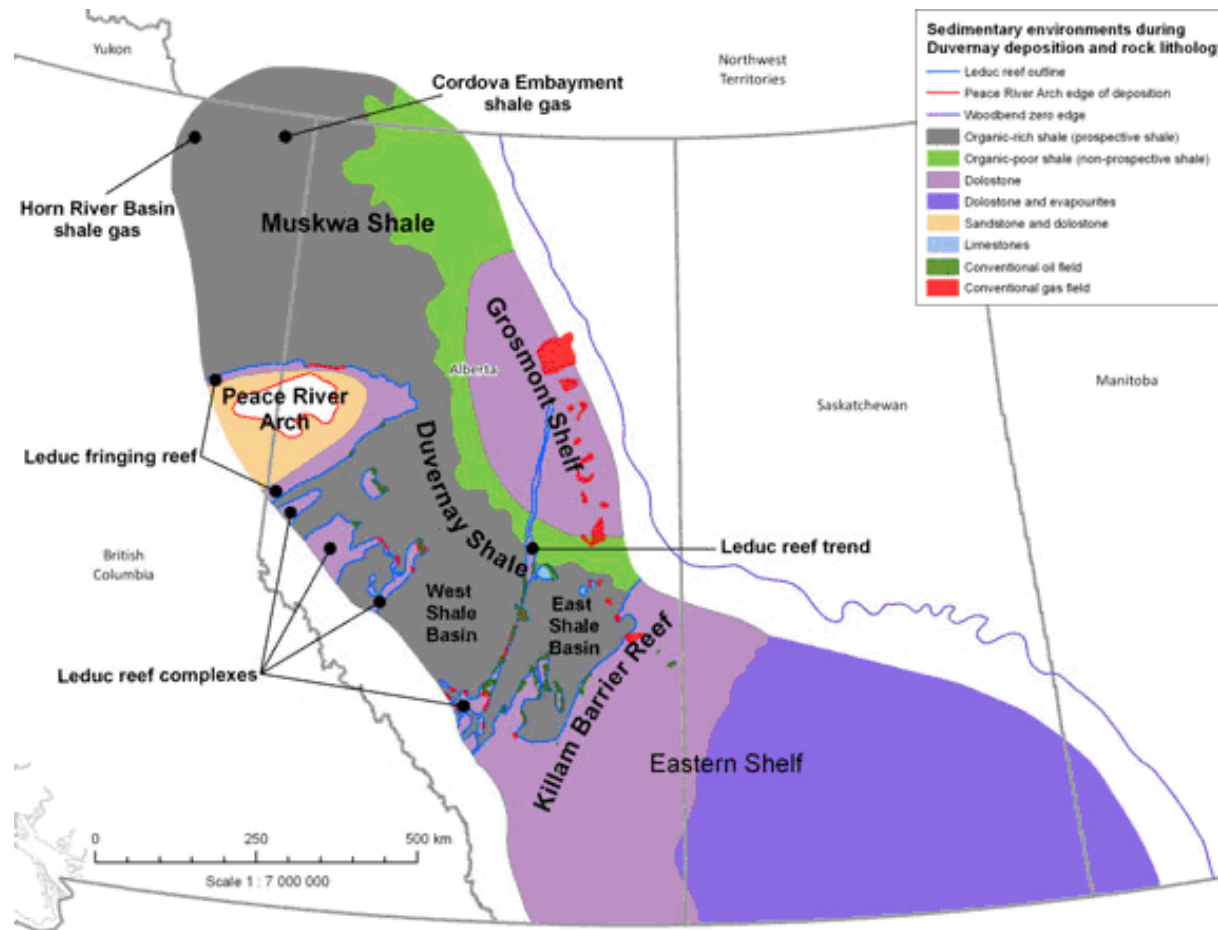 Yukon
Northwest
Territories
Cordova Embayment
shale gas
Horn River Basin
shale gas
Muskwa Shale
Grosmont Shelf
Alberta
Peace River
Arch
Leduc fringing reef
Duvernay Shale
British
Columbia
Leduc reef trend
West
Shale
Basin
East
Shale
Basin
Leduc reef complexes
Killam Barrier Reef
Eastern Shelf
Saskatchewan
Manitoba
0 250 500 km
Scale 1 : 7 000 000
Sedimentary environments during
Duvernay deposition and rock litholog
Leduc reef outline
Peace River Arch edge of deposition
Woodbend zero edge
Organic-rich shale (prospective shale)
Organic-poor shale (non-prospective shale)
Dolostone
Dolostone and evapourites
Sandstone and dolostone
Limestones
Conventional oil field
Conventional gas field